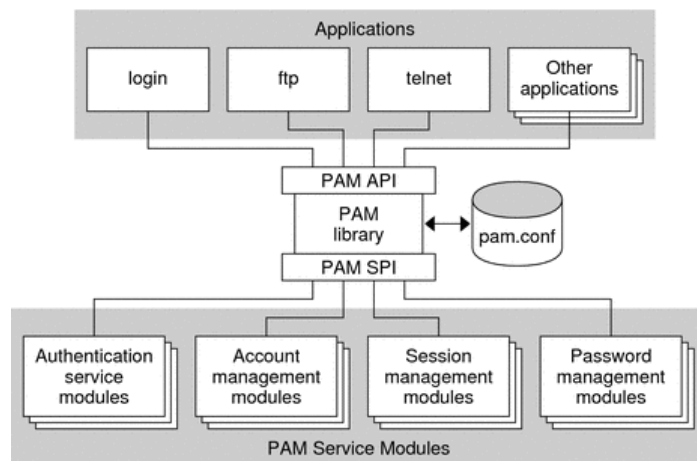 Applications
login
ftp
telnet
Other
applications
PAM API
PAM
library
pam.conf
PAM SPI
Authentication
service
modules
Account
management
modules
Session
management
modules
Password
management
modules
PAM Service Modules